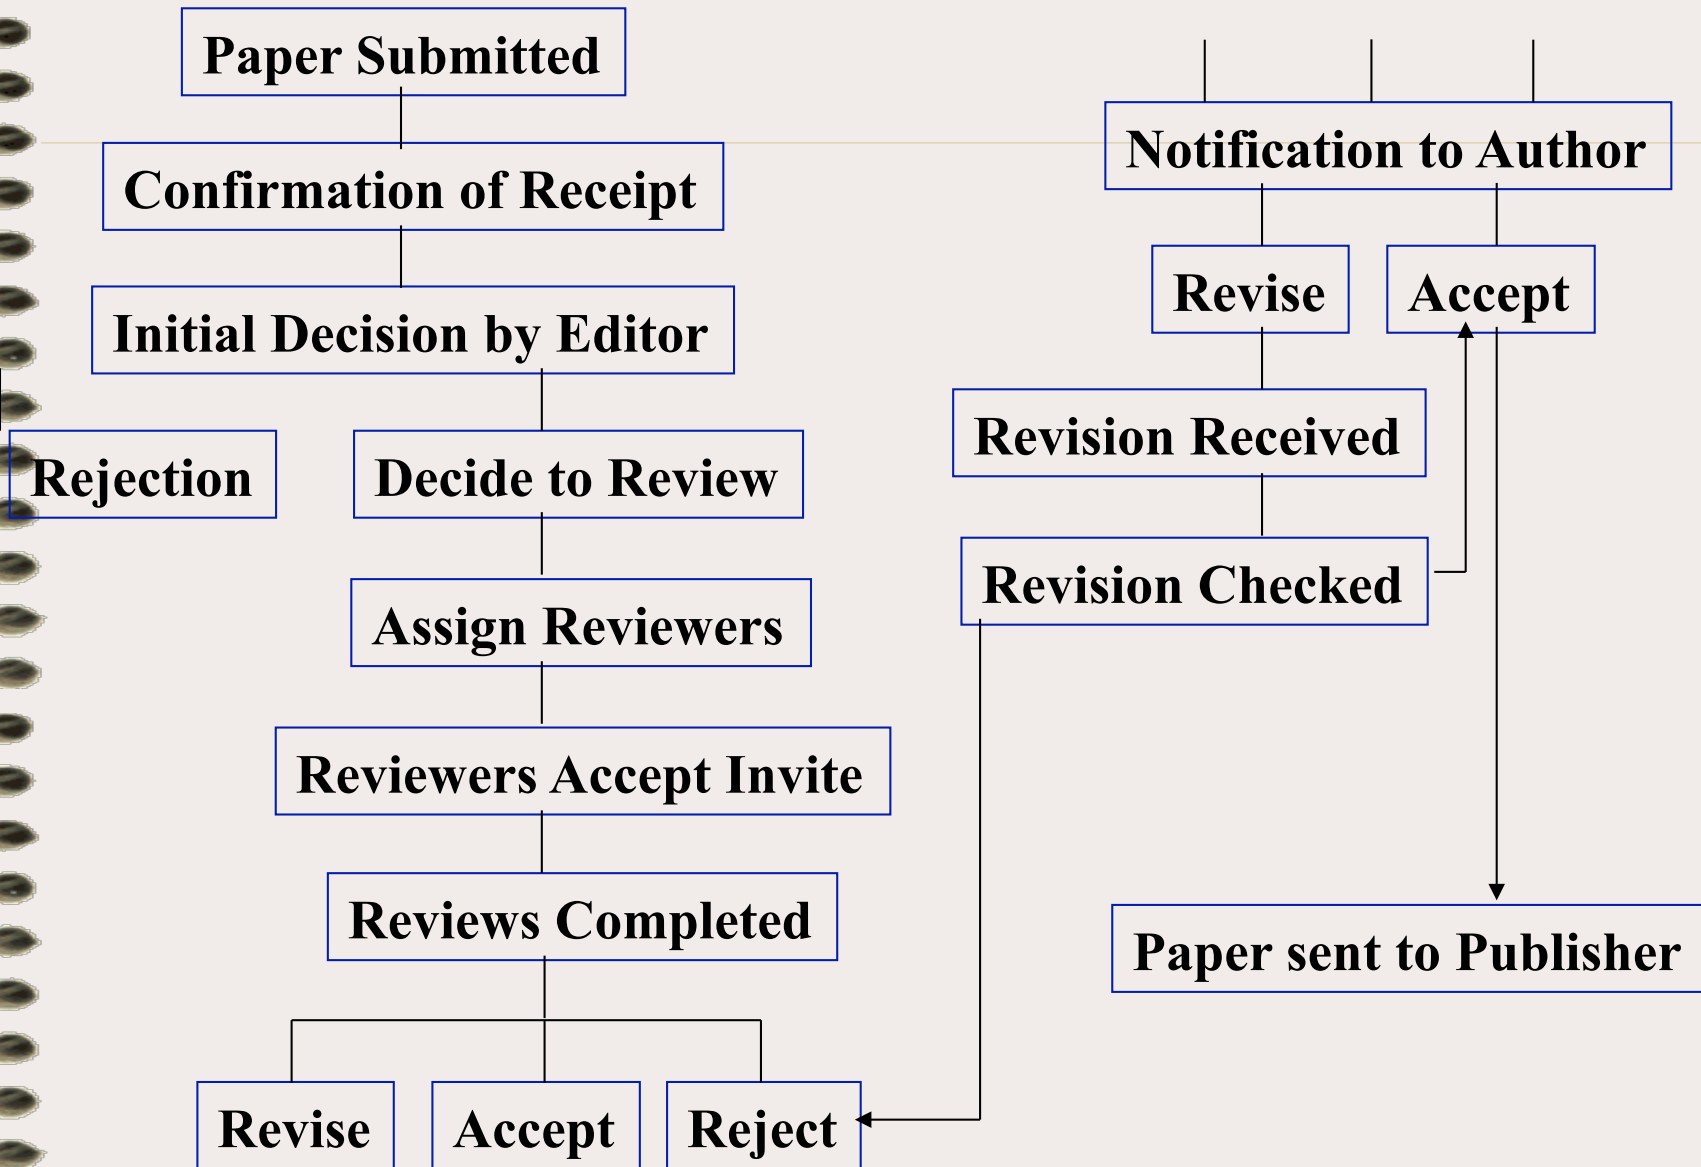 Paper Submitted
Confirmation of Receipt
Initial Decision by Editor
Rejection
Decide to Review
Assign Reviewers
Reviewers Accept Invite
Reviews Completed
Revise
Accept
Reject
Notification to Author
Revise
Accept
Revision Received
Revision Checked
Paper sent to Publisher